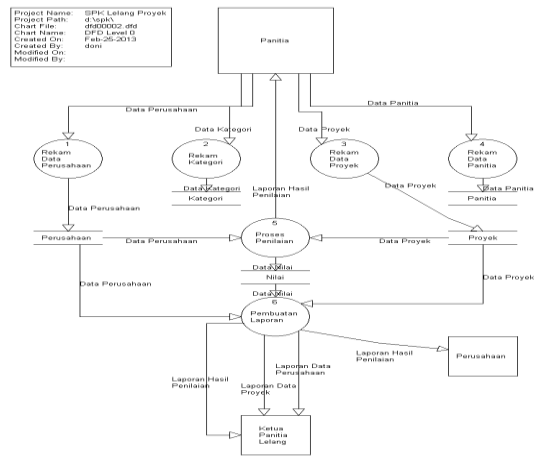 Project Name: SPK Lelang Proyek
Project Path: d:\spk\
Chart File: dfd00002.dfd
Chart Name: DFD Level 0
Created On: Feb-25-2013
Created By: doni
Modified On:
Modified By:
Panitia
Data Perusahaan
Data Kategori
Data Proyek
Data Panitia
1
Rekam
Data
Perusahaan
2
Rekam
Kategori
3
Rekam
Data
Proyek
4
Rekam
Data
Panitia
Data Kategori
Kategori
Laporan Hasil
Penilaian
Data Proyek
Data Panitia
Panitia
Data Perusahaan
5
Proses
Penilaian
Perusahaan
Data Perusahaan
Data Proyek
Proyek
Data Nilai
Nilai
Data Perusahaan
Data Proyek
Data Nilai
6
Pembuatan
Laporan
Laporan Hasil
Penilaian
Perusahaan
Laporan Data
Perusahaan
Laporan Hasil
Penilaian
Laporan Data
Proyek
Ketua
Panitia
Lelang